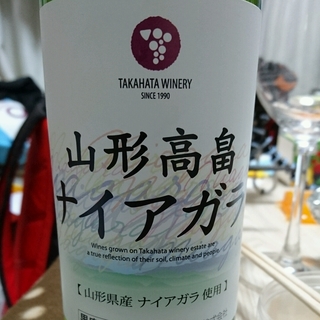 TAKAHATA WINERY
SINCE 1990
山形高畠
ナイアガラ
Wines grown on Takahata winery estate are
a true reflection of their soil, climate and people.
【山形県産 ナイアガラ使用】